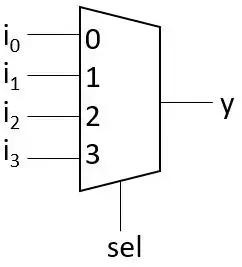 i₀ 0
i₁ 1
i₂ 2
i₃ 3
y
sel